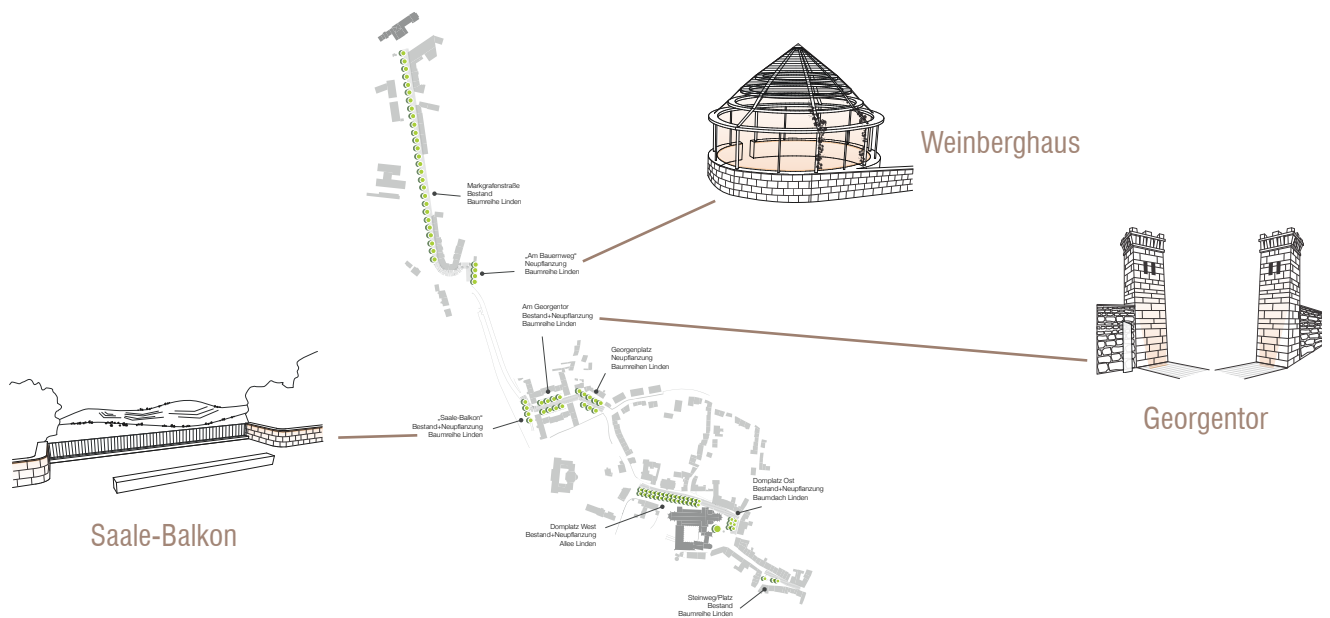 Weinberghaus
Markgrafenstraße
Bestand
Baumreihe Linden
„Am Bauernweg“
Neupflanzung
Baumreihe Linden
Am Georgentor
Bestand+Neupflanzung
Baumreihe Linden
Georgenplatz
Neupflanzung
Baumreihen Linden
Georgentor
„Saale-Balkon“
Bestand+Neupflanzung
Baumreihe Linden
Saale-Balkon
Domplatz Ost
Bestand+Neupflanzung
Baumdach Linden
Domplatz West
Bestand+Neupflanzung
Allee Linden
Steinweg/Platz
Bestand
Baumreihe Linden